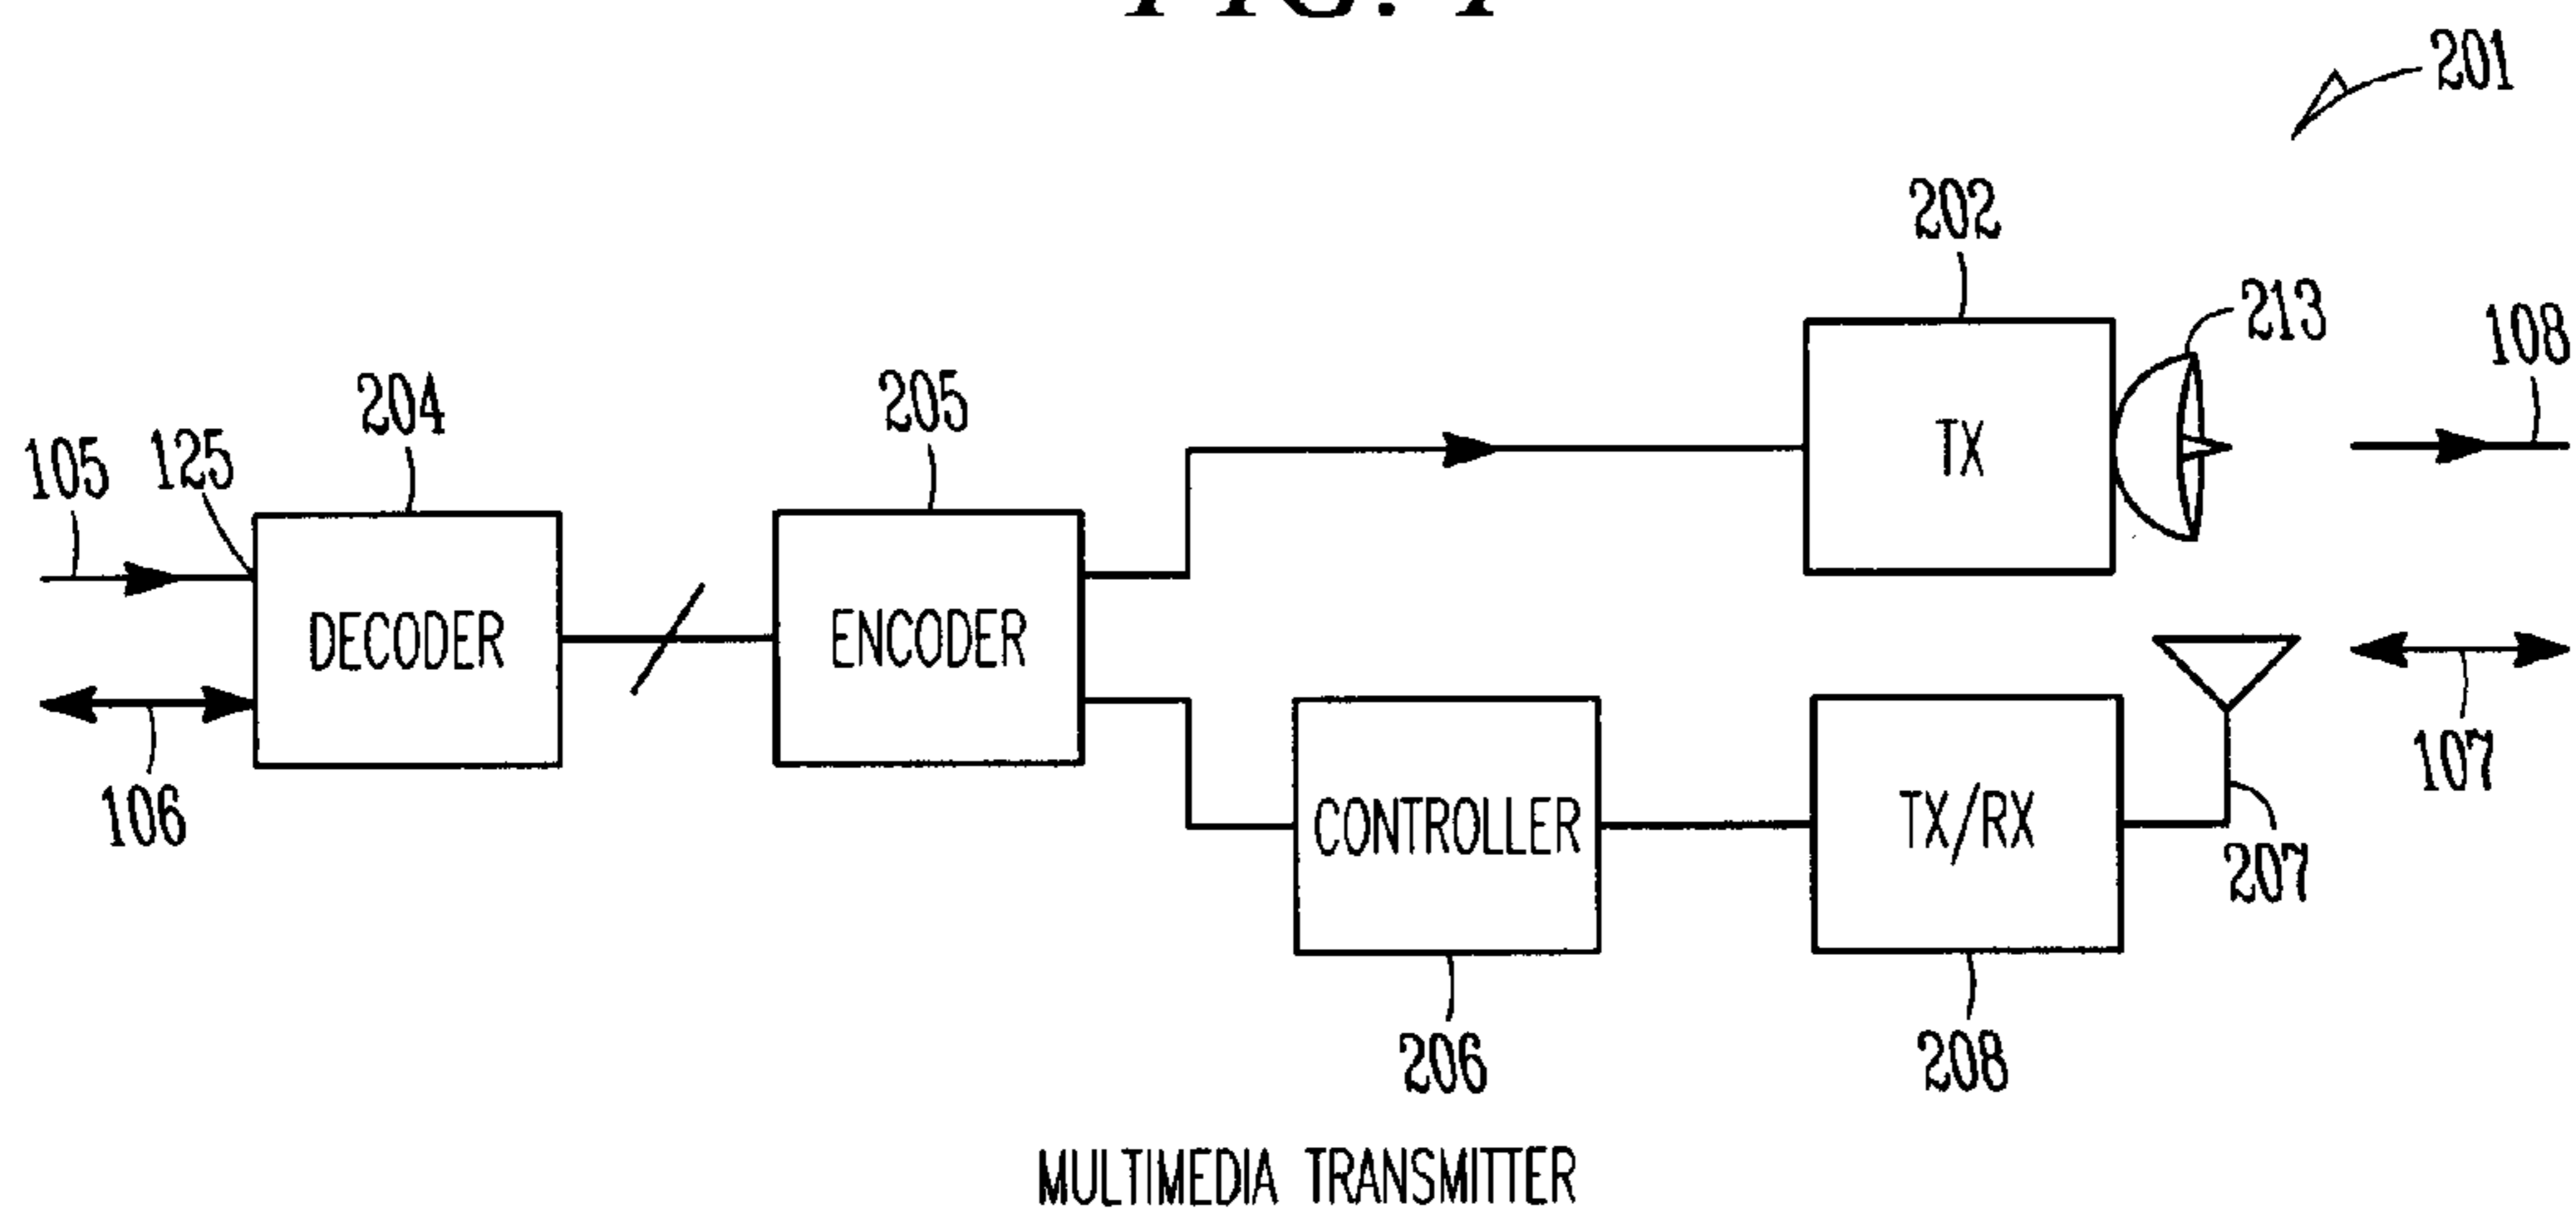 201
202
213
108
204
205
105
125
TX
DECODER
ENCODER
106
107
CONTROLLER
TX/RX
207
206
208
MULTIMEDIA TRANSMITTER